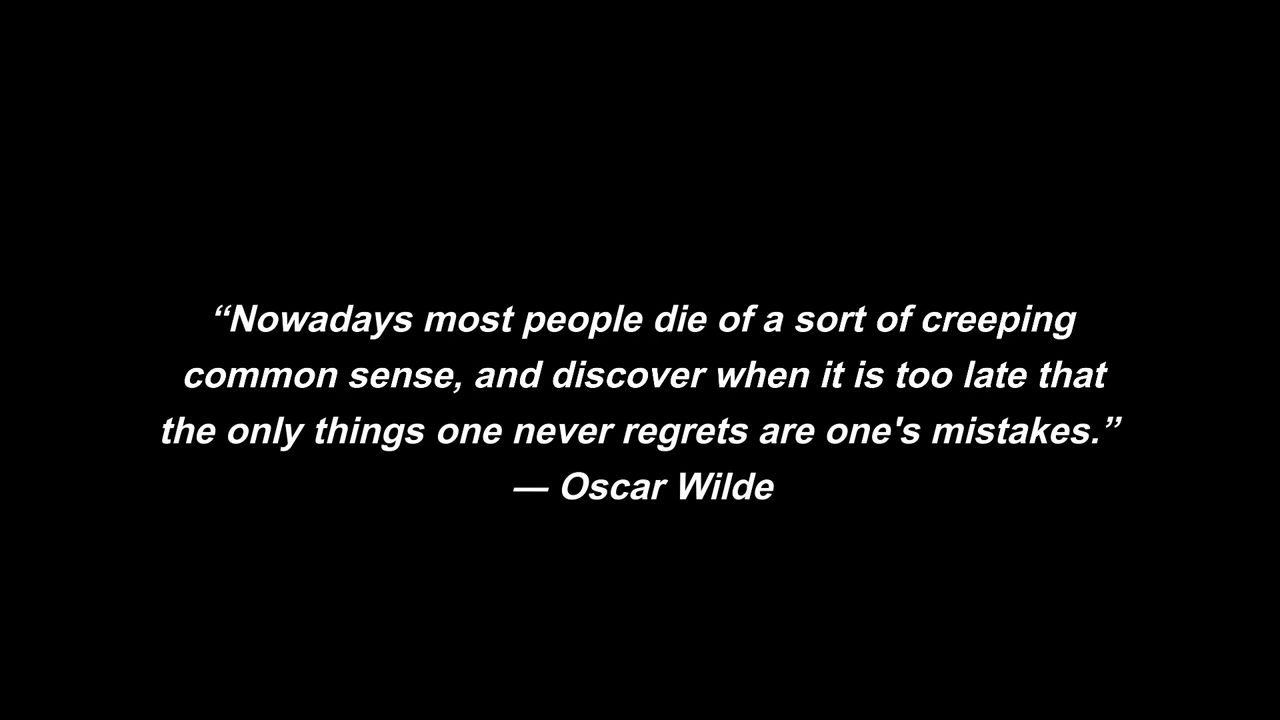 “Nowadays most people die of a sort of creeping
common sense, and discover when it is too late that
the only things one never regrets are one's mistakes.”
— Oscar Wilde